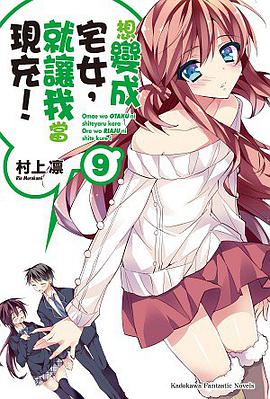 想變成
宅女，
就讓我當
現充！
Omae wo OTAKU ni
shiteyaru kara
Ore wo RIAJU ni
shite kure!
9
村上凛
Rin Murakami
Kadokawa Fantastic Novels